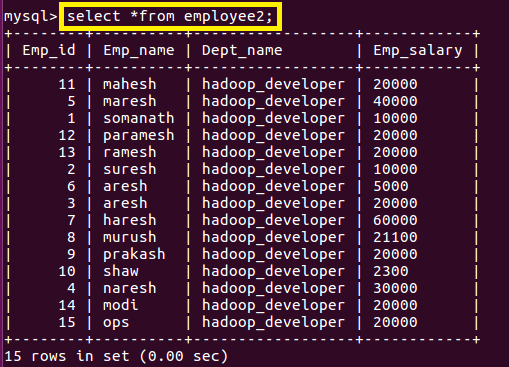 mysql> select *from employee2;
+--------+-----------+------------------+------------+
| Emp_id | Emp_name | Dept_name | Emp_salary |
+--------+-----------+------------------+------------+
| 11 | mahesh | hadoop_developer | 20000 |
| 5 | maresh | hadoop_developer | 40000 |
| 1 | somanath | hadoop_developer | 10000 |
| 12 | paramesh | hadoop_developer | 20000 |
| 13 | ramesh | hadoop_developer | 20000 |
| 2 | suresh | hadoop_developer | 10000 |
| 6 | aresh | hadoop_developer | 5000 |
| 3 | aresh | hadoop_developer | 20000 |
| 7 | haresh | hadoop_developer | 60000 |
| 8 | murush | hadoop_developer | 21100 |
| 9 | prakash | hadoop_developer | 20000 |
| 10 | shaw | hadoop_developer | 2300 |
| 4 | naresh | hadoop_developer | 30000 |
| 14 | modi | hadoop_developer | 20000 |
| 15 | ops | hadoop_developer | 20000 |
+--------+-----------+------------------+------------+
15 rows in set (0.00 sec)